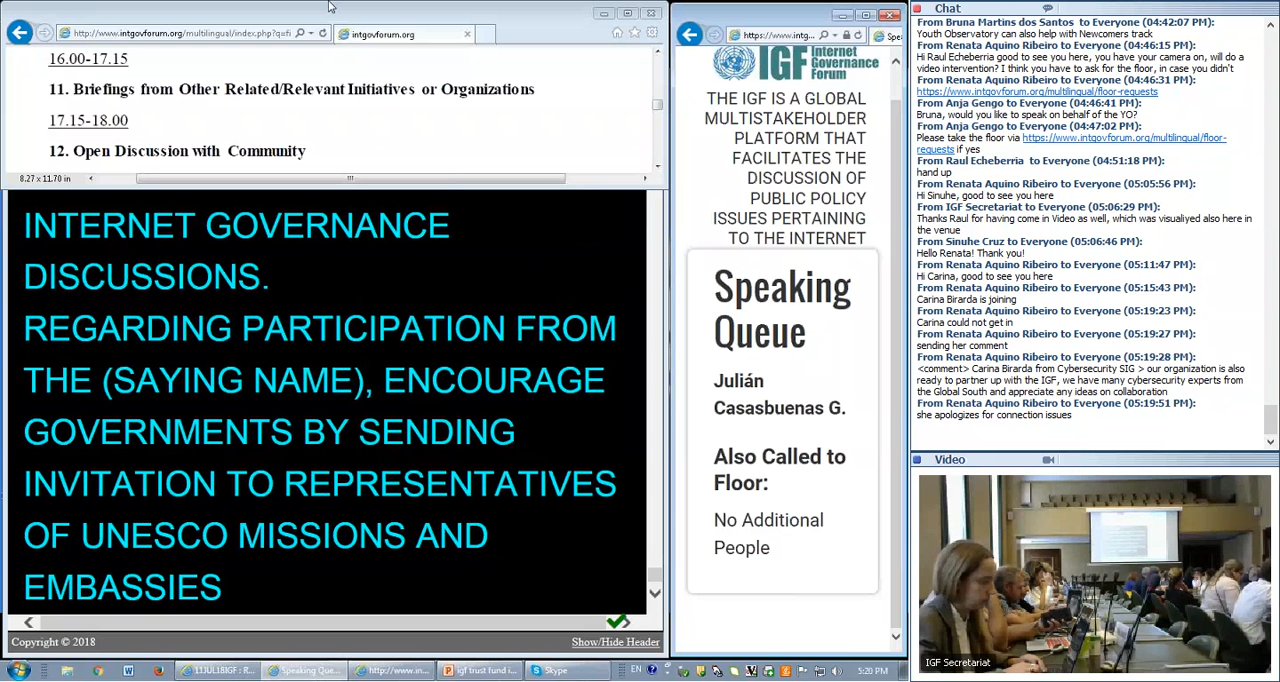 http://www.intgovforum.org/multilingual/index.php?q=fi
intgovforum.org
16.00-17.15
11. Briefings from Other Related/Relevant Initiatives or Organizations
17.15-18.00
12. Open Discussion with Community
8.27 x 11.70 in
INTERNET GOVERNANCE
DISCUSSIONS.
REGARDING PARTICIPATION FROM
THE (SAYING NAME), ENCOURAGE
GOVERNMENTS BY SENDING
INVITATION TO REPRESENTATIVES
OF UNESCO MISSIONS AND
EMBASSIES
Copyright © 2018
Show/Hide Header
https://www.intg...
Spe
IGF Internet
Governance
Forum
THE IGF IS A GLOBAL
MULTISTAKEHOLDER
PLATFORM THAT
FACILITATES THE
DISCUSSION OF
PUBLIC POLICY
ISSUES PERTAINING
TO THE INTERNET
Speaking
Queue
Julián
Casasbuenas G.
Also Called to
Floor:
No Additional
People
Chat
From Bruna Martins dos Santos to Everyone (04:42:07 PM):
Youth Observatory can also help with Newcomers track
From Renata Aquino Ribeiro to Everyone (04:46:15 PM):
Hi Raul Echeberria good to see you here, you have your camera on, will do a
video intervention? I think you have to ask for the floor, in case you didn't
From Renata Aquino Ribeiro to Everyone (04:46:31 PM):
https://www.intgovforum.org/multilingual/floor-requests
From Anja Gengo to Everyone (04:46:41 PM):
Bruna, would you like to speak on behalf of the YO?
From Anja Gengo to Everyone (04:47:02 PM):
Please take the floor via https://www.intgovforum.org/multilingual/floor-
requests if yes
From Raul Echeberria to Everyone (04:51:18 PM):
hand up
From Renata Aquino Ribeiro to Everyone (05:05:56 PM):
Hi Sinuhe, good to see you here
From IGF Secretariat to Everyone (05:06:29 PM):
Thanks Raul for having come in Video as well, which was visualiyed also here in
the venue
From Sinuhe Cruz to Everyone (05:06:46 PM):
Hello Renata! Thank you!
From Renata Aquino Ribeiro to Everyone (05:11:47 PM):
Hi Carina, good to see you here
From Renata Aquino Ribeiro to Everyone (05:15:43 PM):
Carina Birarda is joining
From Renata Aquino Ribeiro to Everyone (05:19:23 PM):
Carina could not get in
From Renata Aquino Ribeiro to Everyone (05:19:27 PM):
sending her comment
From Renata Aquino Ribeiro to Everyone (05:19:28 PM):
<comment> Carina Birarda from Cybersecurity SIG > our organization is also
ready to partner up with the IGF, we have many cybersecurity experts from
the Global South and appreciate any ideas on collaboration
From Renata Aquino Ribeiro to Everyone (05:19:51 PM):
she apologizes for connection issues
Video
IGF Secretariat
11JUL18IGF : R...
Speaking Que...
http://www.in...
igf trust fund i...
Skype
EN
5:20 PM